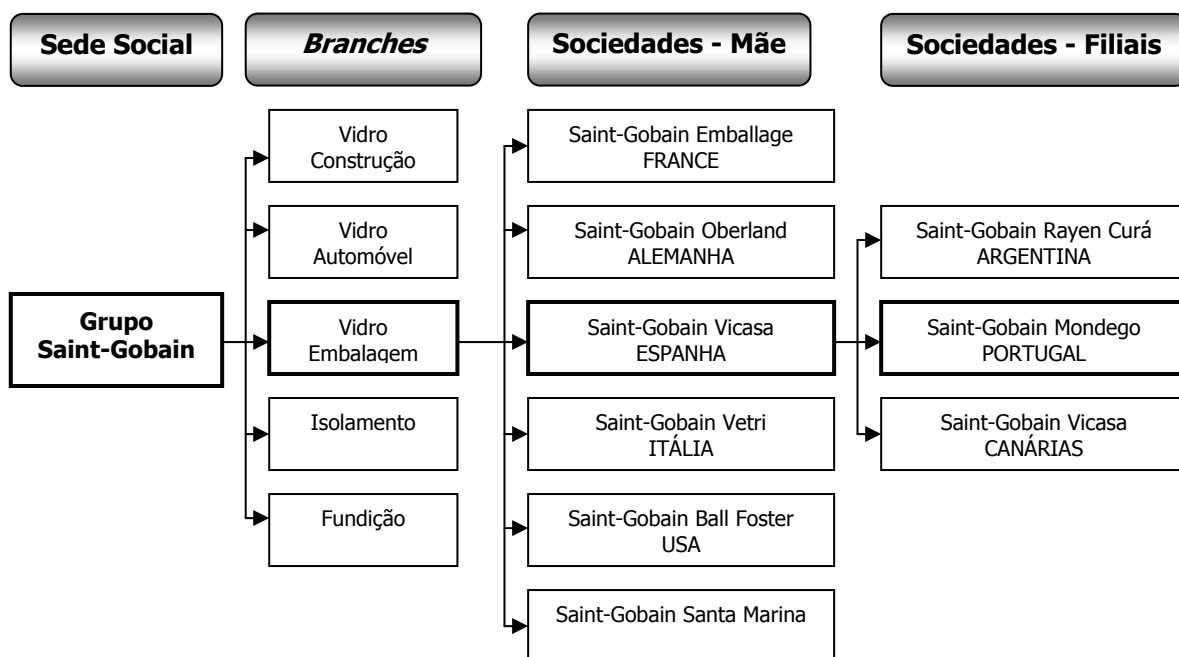 Sede Social
Branches
Sociedades - Mãe
Sociedades - Filiais
Grupo
Saint-Gobain
Vidro
Construção
Vidro
Automóvel
Vidro
Embalagem
Isolamento
Fundição
Saint-Gobain Emballage
FRANCE
Saint-Gobain Oberland
ALEMANHA
Saint-Gobain Vicasa
ESPANHA
Saint-Gobain Vetri
ITÁLIA
Saint-Gobain Ball Foster
USA
Saint-Gobain Santa Marina
Saint-Gobain Rayen Curá
ARGENTINA
Saint-Gobain Mondego
PORTUGAL
Saint-Gobain Vicasa
CANÁRIAS